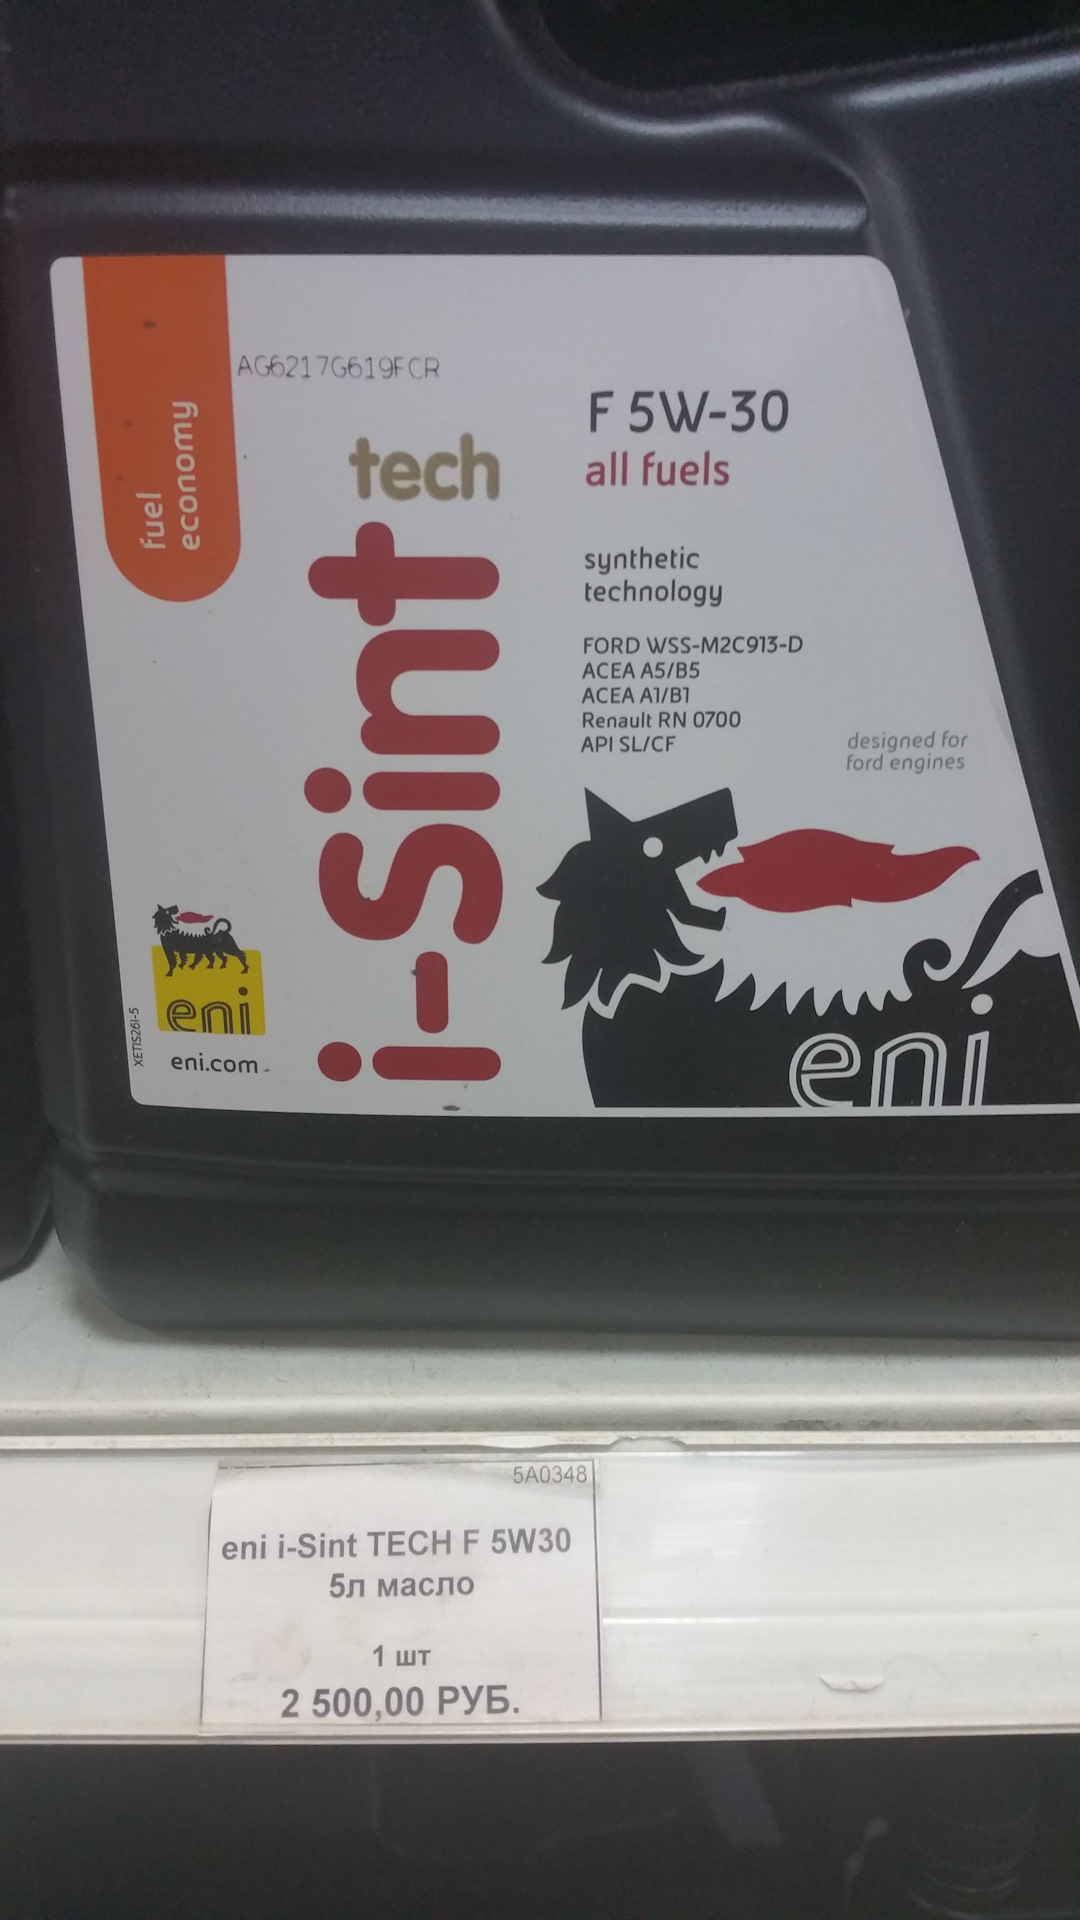 fuel
economy
AG6217G619FCR
i-Sint
tech
F 5W-30
all fuels
synthetic
technology
FORD WSS-M2C913-D
ACEA A5/B5
ACEA A1/B1
Renault RN 0700
API SL/CF
designed for
ford engines
eni
eni
eni.com
XETIS26I-5
5A0348
eni i-Sint TECH F 5W30
5л масло
1 шт
2 500,00 РУБ.